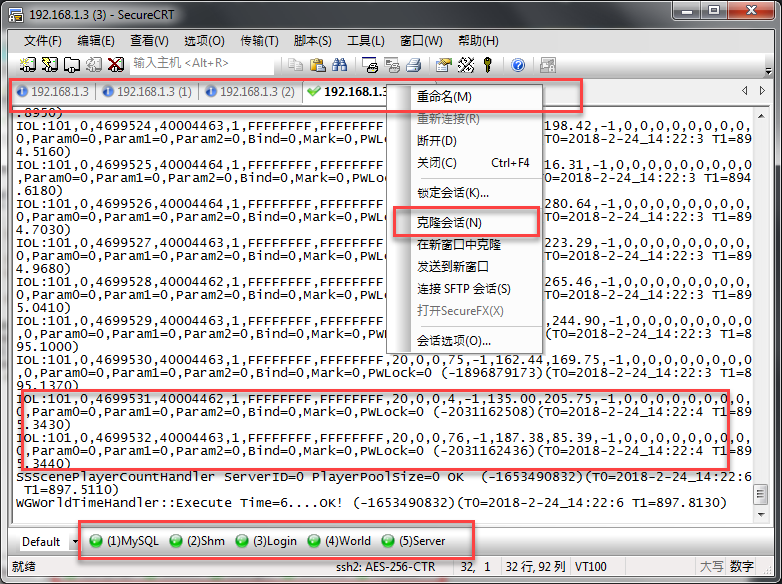 192.168.1.3 (3) - SecureCRT
文件(F) 编辑(E) 查看(V) 选项(O) 传输(T) 脚本(S) 工具(L) 窗口(W) 帮助(H)
输入主机 <Alt+R>
192.168.1.3 192.168.1.3 (1) 192.168.1.3 (2) 192.168.1.3
重命名(M)
重新连接(R)
断开(D)
关闭(C) Ctrl+F4
锁定会话(K)...
克隆会话(N)
在新窗口中克隆
发送到新窗口
连接 SFTP 会话(S)
打开SecureFX(X)
会话选项(O)...
.8950)
IOL:101,0,4699524,40004463,1,FFFFFFFF,FFFFFFFF 198.42,-1,0,0,0,0,0,0,0,
0,Param0=0,Param1=0,Param2=0,Bind=0,Mark=0,PWL T0=2018-2-24_14:22:3 T1=89
4.5160)
IOL:101,0,4699525,40004464,1,FFFFFFFF,FFFFFFFF 16.31,-1,0,0,0,0,0,0,0,0
,Param0=0,Param1=0,Param2=0,Bind=0,Mark=0,PWLo 0=2018-2-24_14:22:3 T1=894
.6180)
IOL:101,0,4699526,40004463,1,FFFFFFFF,FFFFFFFF 280.64,-1,0,0,0,0,0,0,0,
0,Param0=0,Param1=0,Param2=0,Bind=0,Mark=0,PWL T0=2018-2-24_14:22:3 T1=89
4.7030)
IOL:101,0,4699527,40004463,1,FFFFFFFF,FFFFFFFF 223.29,-1,0,0,0,0,0,0,0,
0,Param0=0,Param1=0,Param2=0,Bind=0,Mark=0,PWL T0=2018-2-24_14:22:3 T1=89
4.9680)
IOL:101,0,4699528,40004462,1,FFFFFFFF,FFFFFFFF 265.46,-1,0,0,0,0,0,0,0,
0,Param0=0,Param1=0,Param2=0,Bind=0,Mark=0,PWL T0=2018-2-24_14:22:3 T1=89
5.0410)
IOL:101,0,4699529,40004463,1,FFFFFFFF,FFFFFFFF ,244.90,-1,0,0,0,0,0,0,0
,0,Param0=0,Param1=0,Param2=0,Bind=0,Mark=0,PW (T0=2018-2-24_14:22:3 T1=8
95.1000)
IOL:101,0,4699530,40004463,1,FFFFFFFF,FFFFFFFF,20,0,0,75,-1,162.44,169.75,-1,0,0,0,0,0,0,0
,0,Param0=0,Param1=0,Param2=0,Bind=0,Mark=0,PWLock=0 (-1896879173)(T0=2018-2-24_14:22:3 T1=8
95.1370)
IOL:101,0,4699531,40004462,1,FFFFFFFF,FFFFFFFF,20,0,0,4,-1,135.00,205.75,-1,0,0,0,0,0,0,0,
0,Param0=0,Param1=0,Param2=0,Bind=0,Mark=0,PWLock=0 (-2031162508)(T0=2018-2-24_14:22:4 T1=89
5.3430)
IOL:101,0,4699532,40004463,1,FFFFFFFF,FFFFFFFF,20,0,0,76,-1,187.38,85.39,-1,0,0,0,0,0,0,0,
0,Param0=0,Param1=0,Param2=0,Bind=0,Mark=0,PWLock=0 (-2031162436)(T0=2018-2-24_14:22:4 T1=89
5.3440)
SSScenePlayerCountHandler ServerID=0 PlayerPoolSize=0 OK (-1653490832)(T0=2018-2-24_14:22:6
T1=897.5110)
WGWorldTimeHandler::Execute Time=6....OK! (-1653490832)(T0=2018-2-24_14:22:6 T1=897.8130)
Default (1)MySQL (2)Shm (3)Login (4)World (5)Server
就绪 ssh2: AES-256-CTR 32, 1 32 行, 92 列 VT100 大写 数字